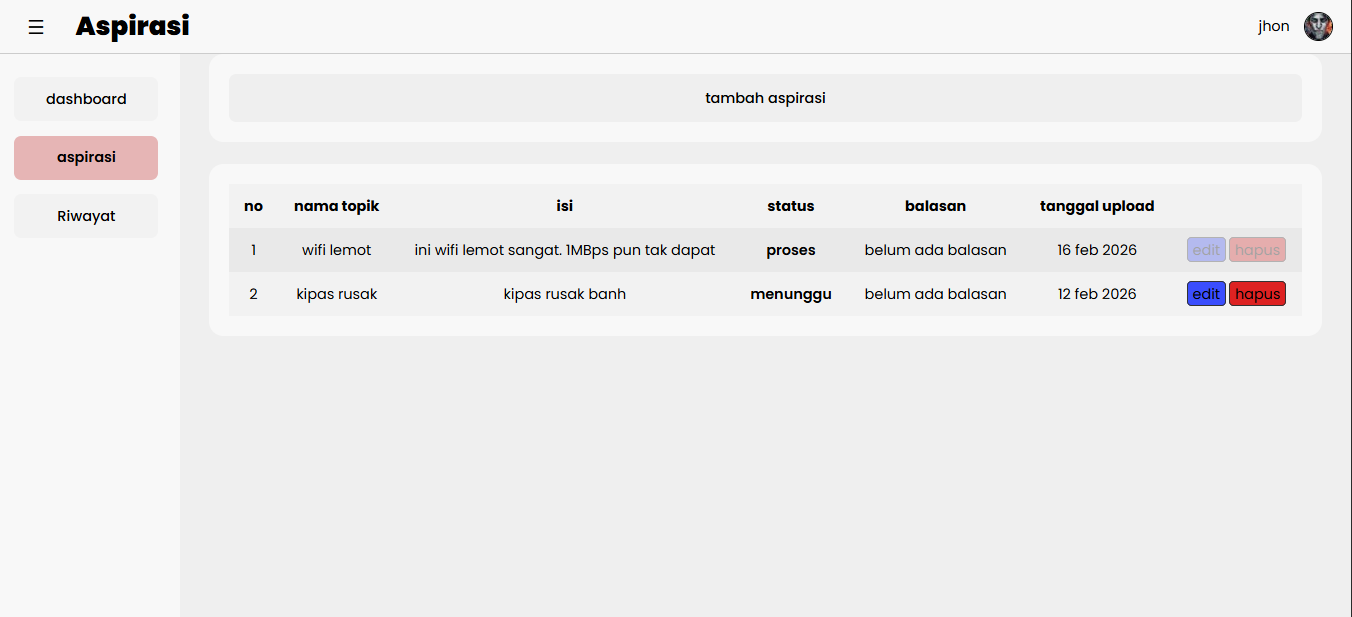 ☰ Aspirasi jhon
dashboard
aspirasi
Riwayat
tambah aspirasi
no nama topik isi status balasan tanggal upload
1 wifi lemot ini wifi lemot sangat. 1MBps pun tak dapat proses belum ada balasan 16 feb 2026 edit hapus
2 kipas rusak kipas rusak banh menunggu belum ada balasan 12 feb 2026 edit hapus